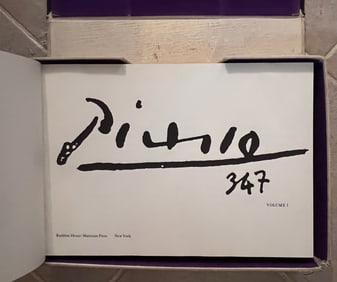 Picasso
347
VOLUME I
Random House/Maecenas Press New York